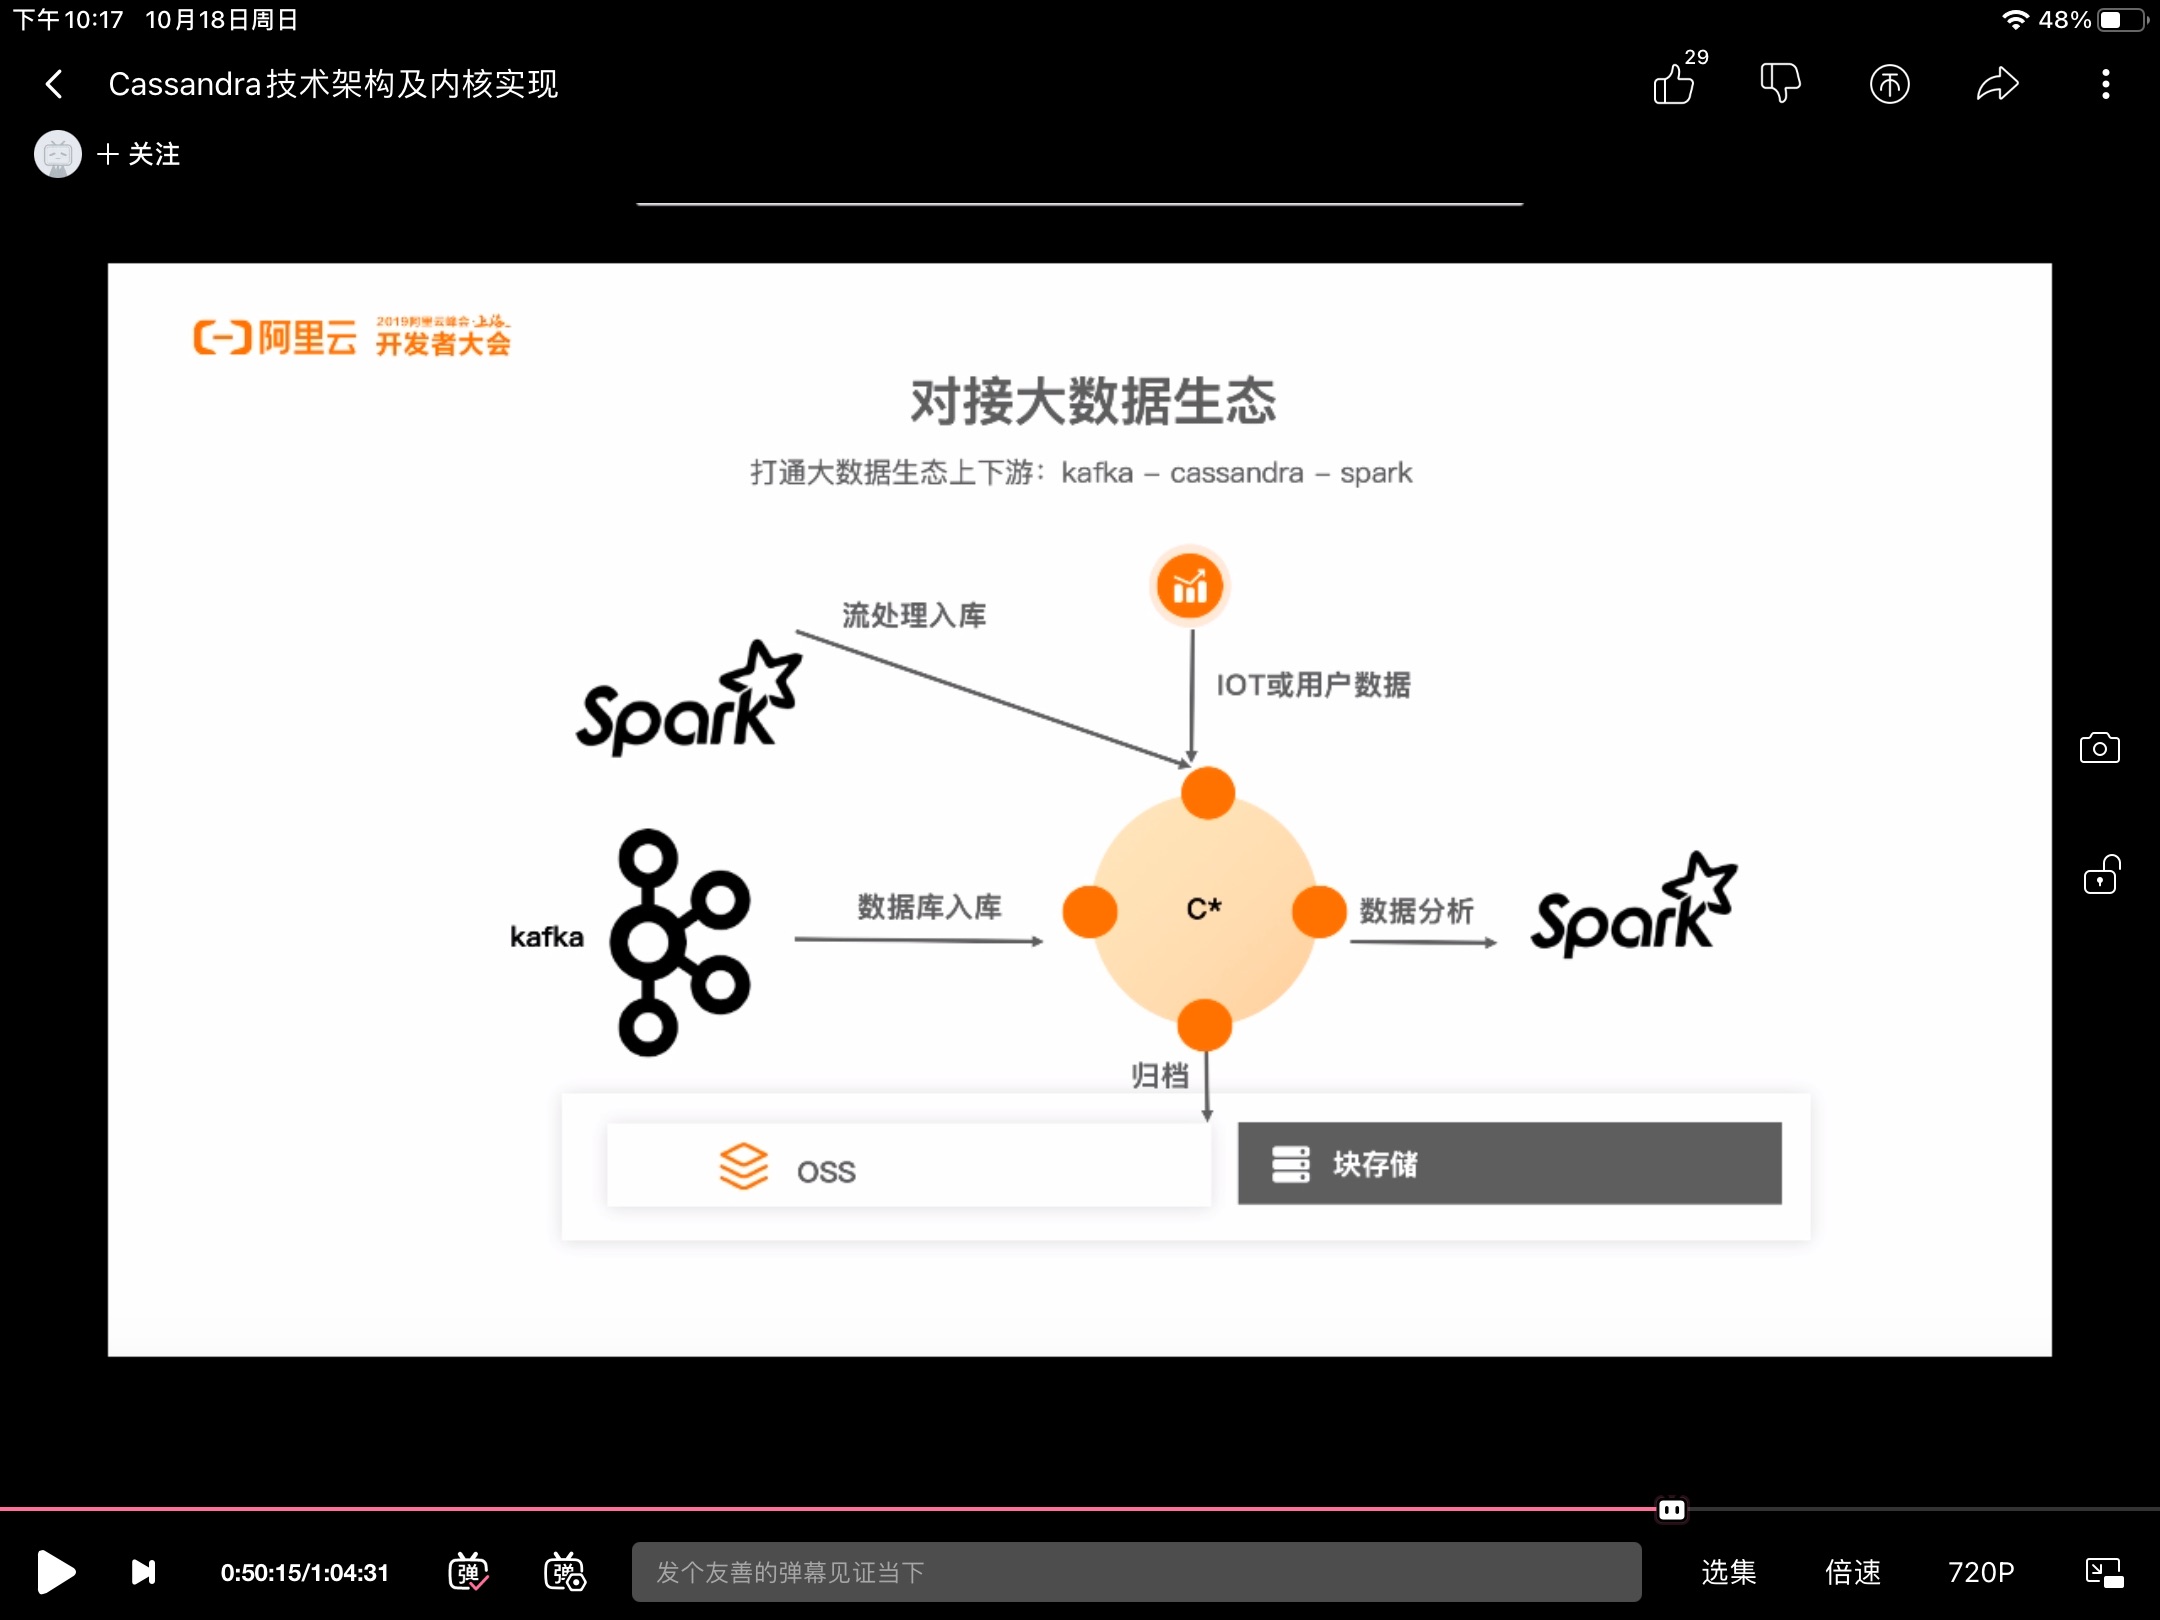 下午10:17 10月18日周日
48%
Cassandra技术架构及内核实现
29
关注
阿里云
2019阿里云峰会·上海
开发者大会
对接大数据生态
打通大数据生态上下游：kafka – cassandra – spark
流处理入库
IOT或用户数据
Spark
kafka
数据库入库
C*
数据分析
Spark
归档
OSS
块存储
0:50:15/1:04:31
弹
弹
发个友善的弹幕见证当下
选集
倍速
720P